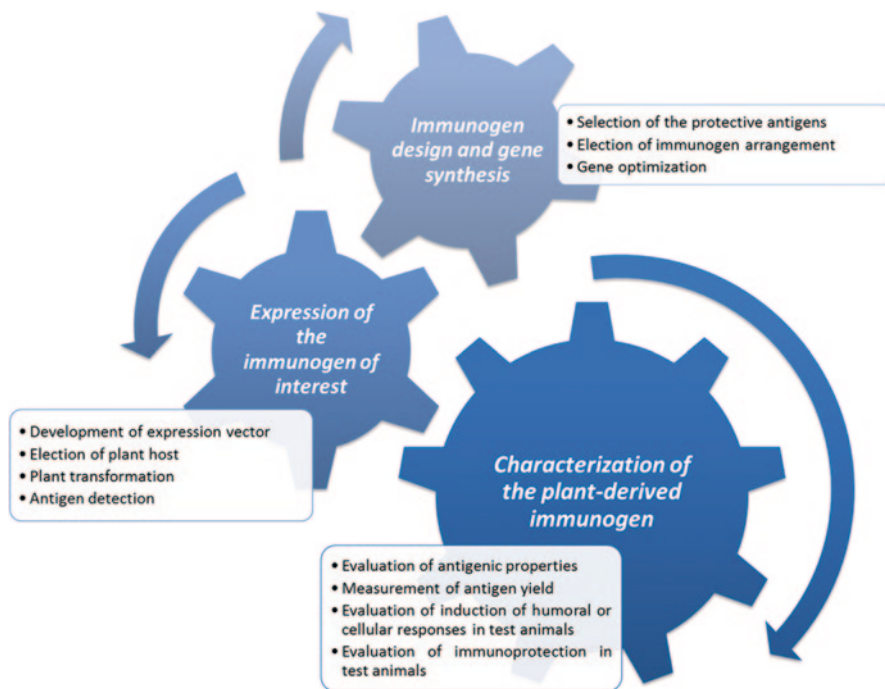 Immunogen
design and gene
synthesis
• Selection of the protective antigens
• Election of immunogen arrangement
• Gene optimization
Expression of
the
immunogen of
interest
• Development of expression vector
• Election of plant host
• Plant transformation
• Antigen detection
Characterization of
the plant-derived
immunogen
• Evaluation of antigenic properties
• Measurement of antigen yield
• Evaluation of induction of humoral or
cellular responses in test animals
• Evaluation of immunoprotection in
test animals